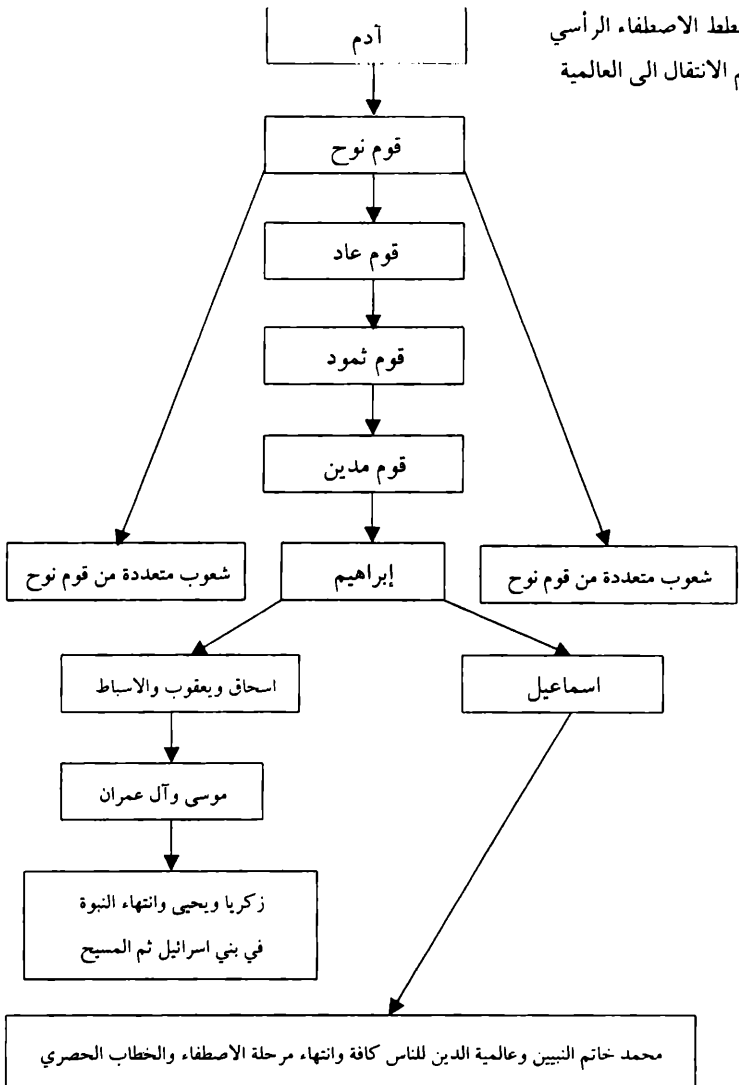 طط الاصطفاء الرأسي
م الانتقال الى العالمية
آدم
قوم نوح
قوم عاد
قوم ثمود
قوم مدين
شعوب متعددة من قوم نوح
إبراهيم
شعوب متعددة من قوم نوح
اسماعيل
اسحاق ويعقوب والاسباط
موسى وآل عمران
زكريا ويحيى وانتهاء النبوة
في بني اسرائيل ثم المسيح
محمد خاتم النبيين وعالمية الدين للناس كافة وانتهاء مرحلة الاصطفاء والخطاب الحصري